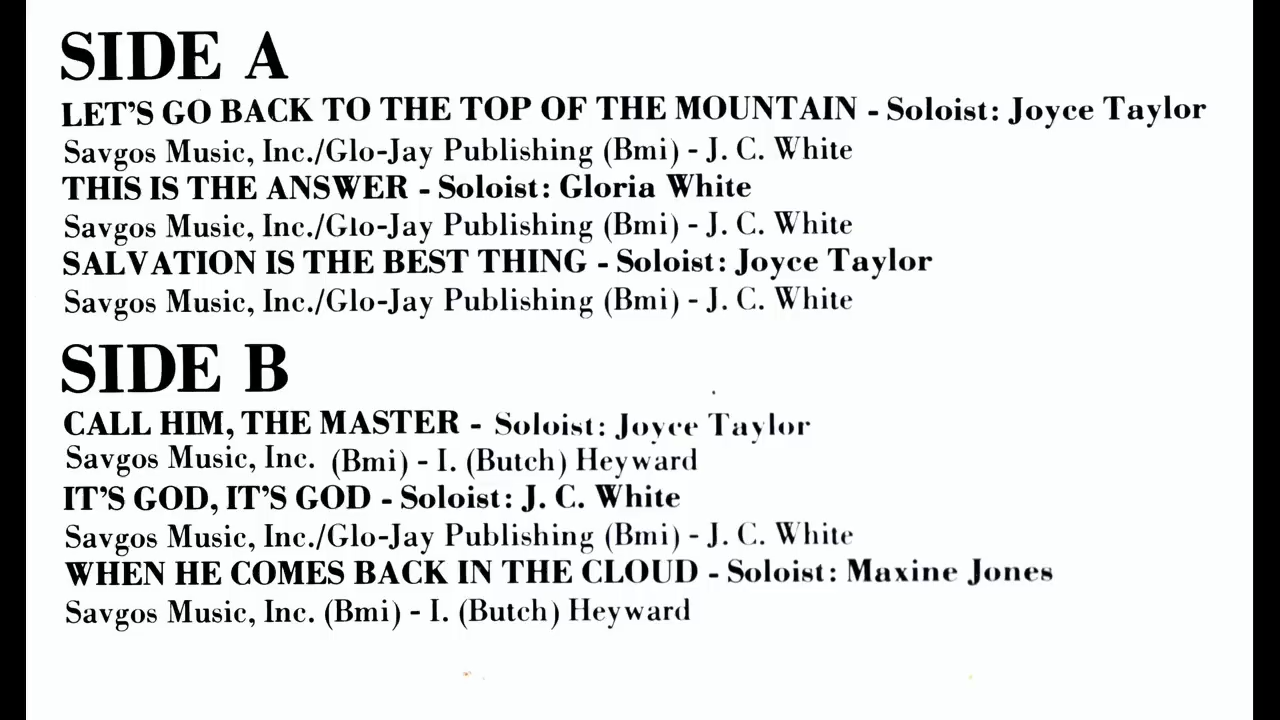 SIDE A
LET'S GO BACK TO THE TOP OF THE MOUNTAIN - Soloist: Joyce Taylor
Savgos Music, Inc./Glo-Jay Publishing (Bmi) - J. C. White
THIS IS THE ANSWER - Soloist: Gloria White
Savgos Music, Inc./Glo-Jay Publishing (Bmi) - J. C. White
SALVATION IS THE BEST THING - Soloist: Joyce Taylor
Savgos Music, Inc./Glo-Jay Publishing (Bmi) - J. C. White
SIDE B
CALL HIM, THE MASTER - Soloist: Joyce Taylor
Savgos Music, Inc. (Bmi) - I. (Butch) Heyward
IT'S GOD, IT'S GOD - Soloist: J. C. White
Savgos Music, Inc./Glo-Jay Publishing (Bmi) - J. C. White
WHEN HE COMES BACK IN THE CLOUD - Soloist: Maxine Jones
Savgos Music, Inc. (Bmi) - I. (Butch) Heyward